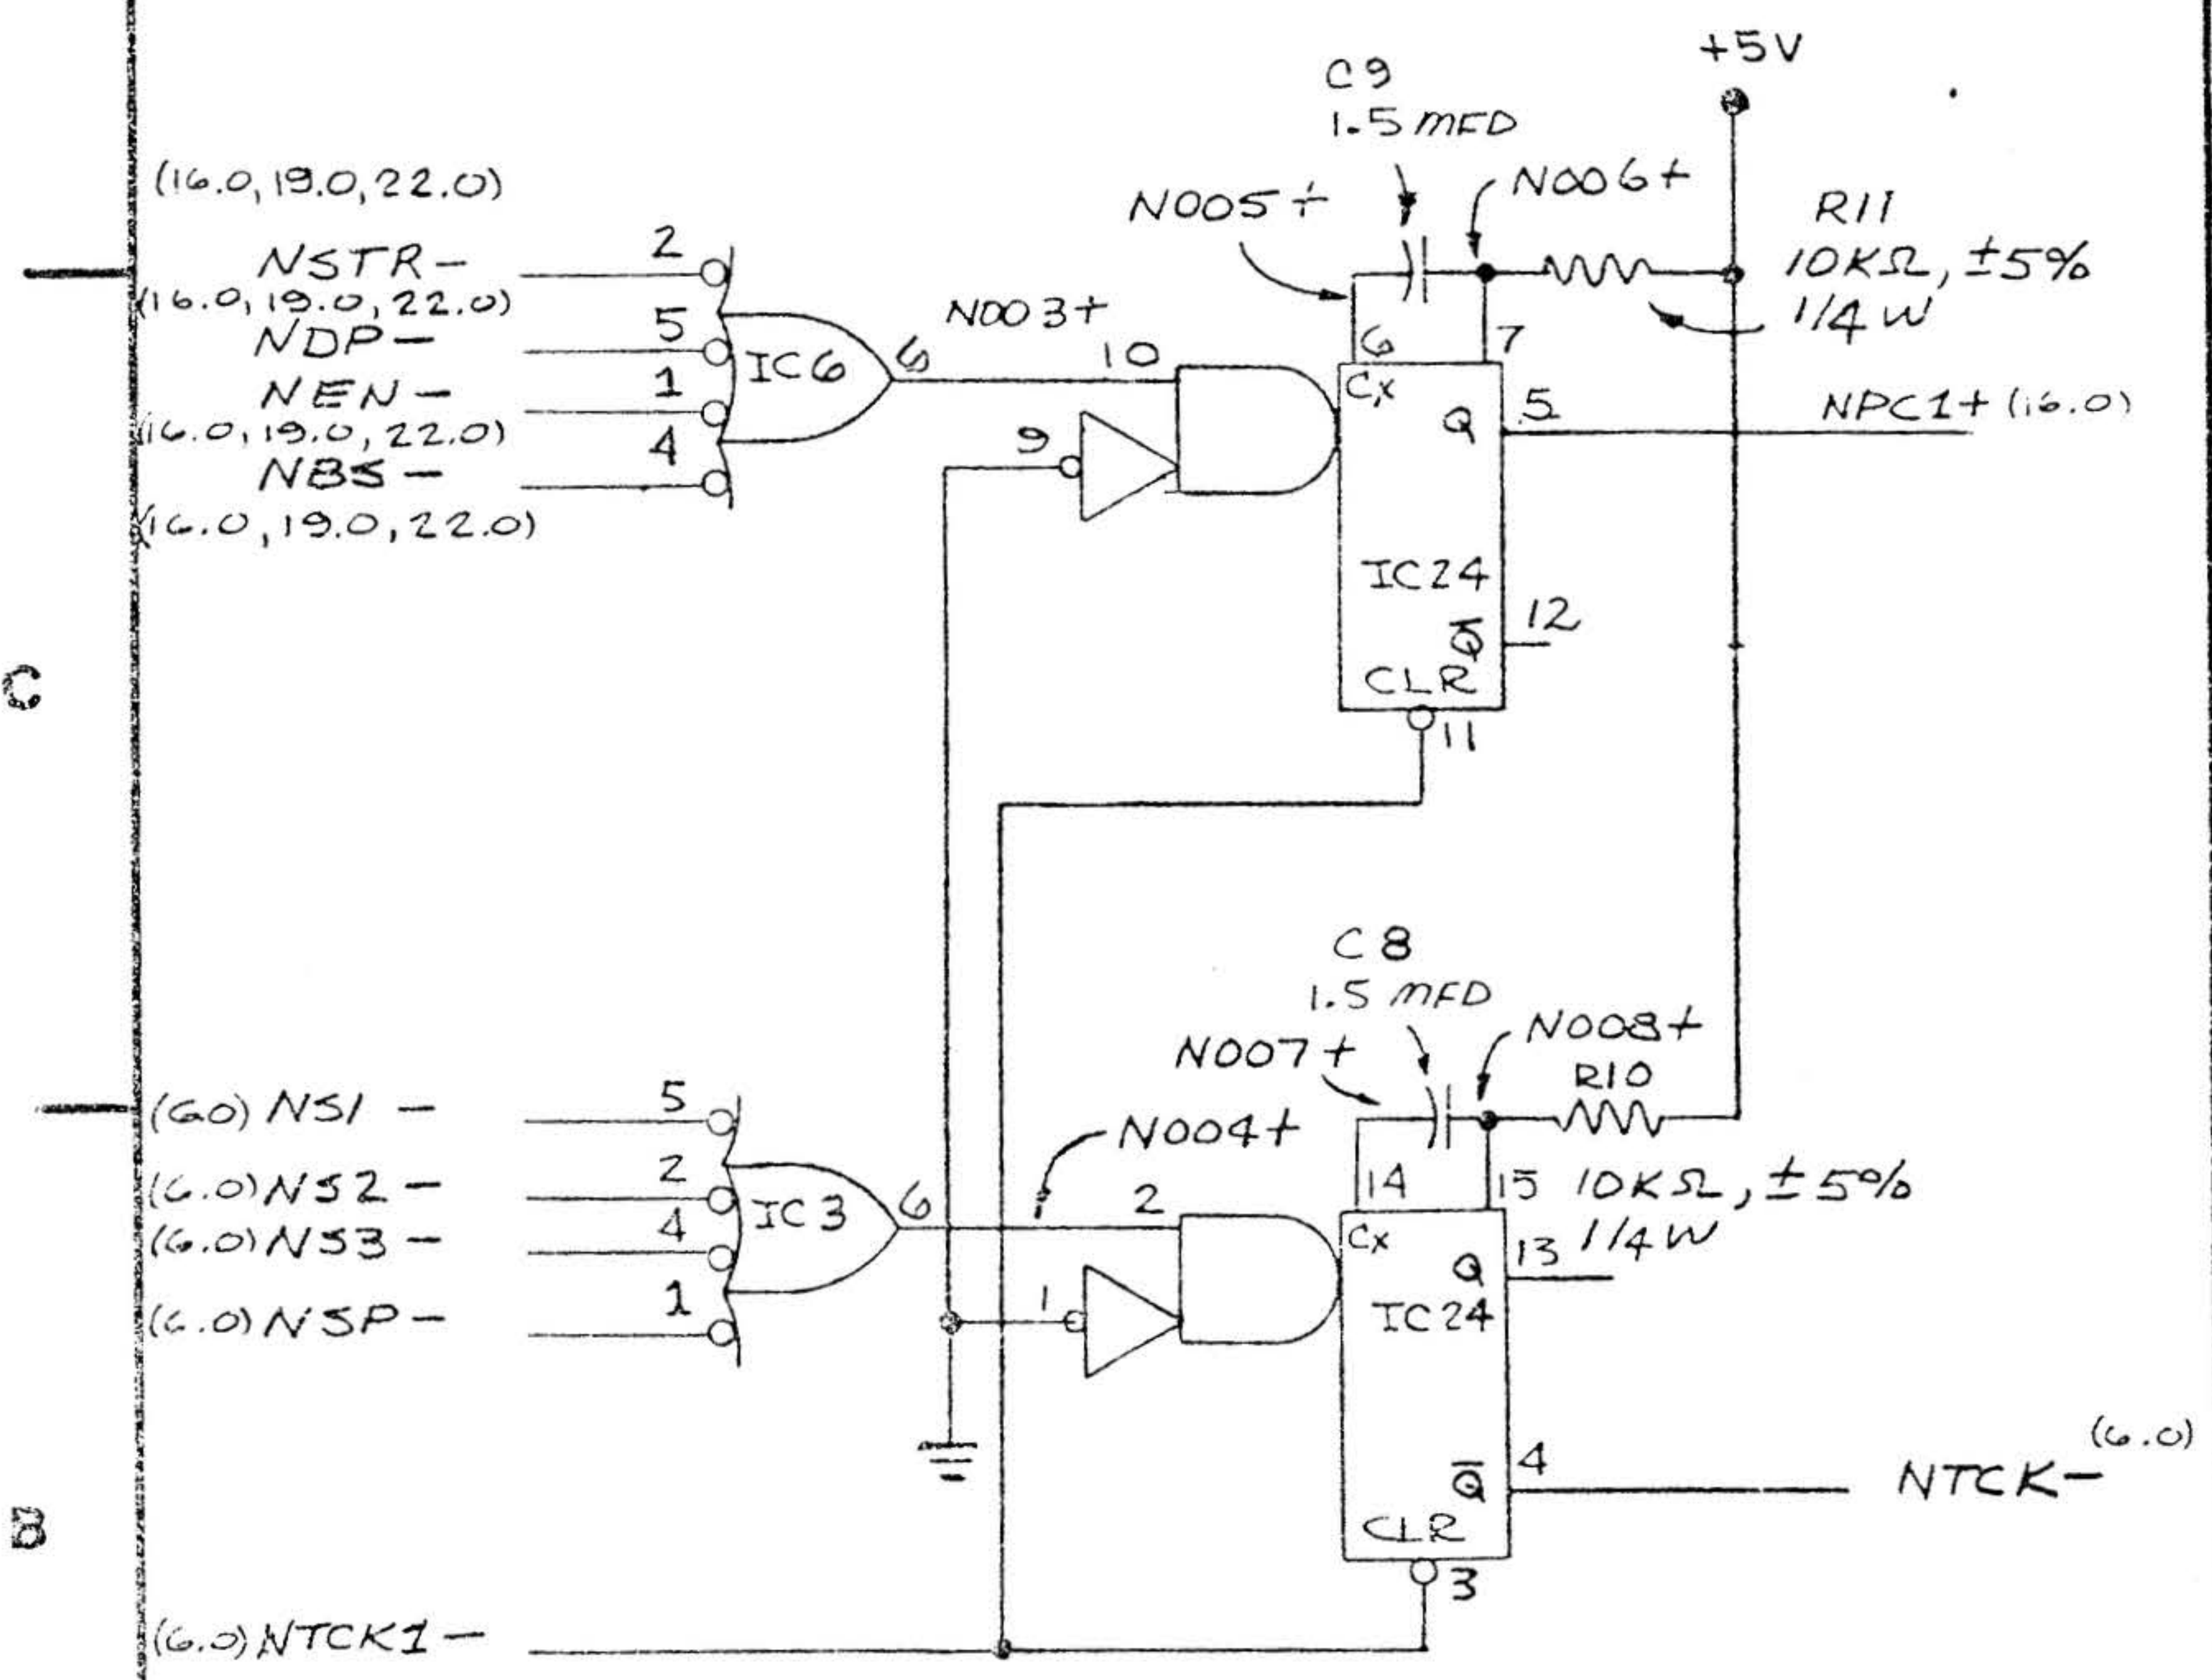 +5V
C9
1.5 MFD
(16.0,19.0,22.0)
N005+
N006+
R11
10KΩ, ±5%
1/4 W
NSTR-
2
(16.0,19.0,22.0)
NDP-
5
N003+
NEN-
1
IC6
6
10
6
7
Cx
Q
5
NPC1+ (16.0)
(16.0,19.0,22.0)
NBS-
4
9
(16.0,19.0,22.0)
IC24
Q̅
12
CLR
11
C
C8
1.5 MFD
N007+
N008+
R10
10KΩ, ±5%
1/4 W
(6.0) NS1 -
5
N004+
(6.0) NS2 -
2
IC3
6
2
14
15
Cx
Q
13
(6.0) NS3 -
4
(6.0) NSP -
1
1
IC24
Q̅
4
NTCK- (6.0)
CLR
3
B
(6.0) NTCK1 -